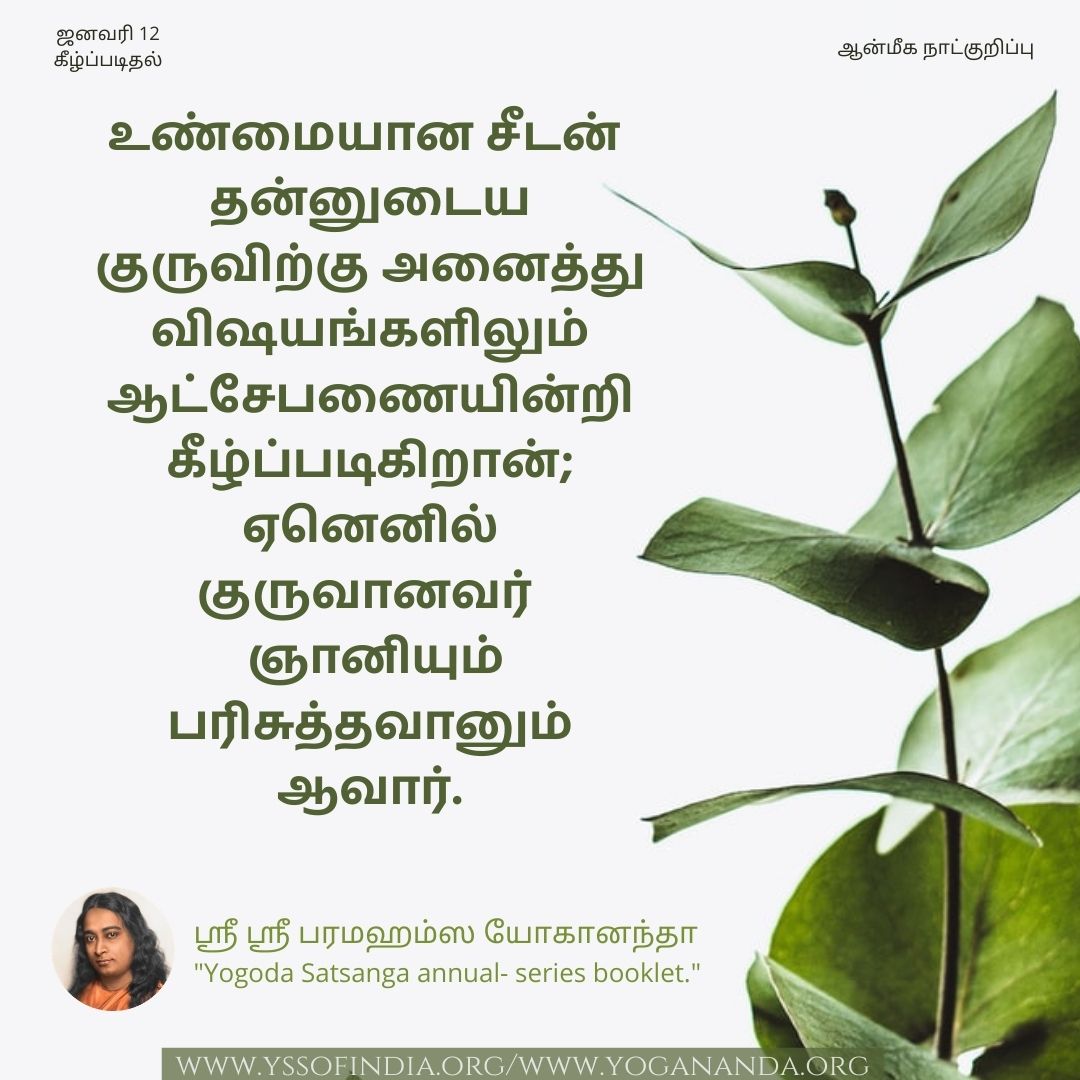 ஜனவரி 12
கீழ்ப்படிதல்
ஆன்மீக நாட்குறிப்பு
உண்மையான சீடன்
தன்னுடைய
குருவிற்கு அனைத்து
விஷயங்களிலும்
ஆட்சேபணையின்றி
கீழ்ப்படிகிறான்;
ஏனெனில்
குருவானவர்
ஞானியும்
பரிசுத்தவானும்
ஆவார்.
ஸ்ரீ ஸ்ரீ பரமஹம்ஸ யோகானந்தா
"Yogoda Satsanga annual- series booklet."
WWW.YSSOFINDIA.ORG/WWW.YOGANANDA.ORG